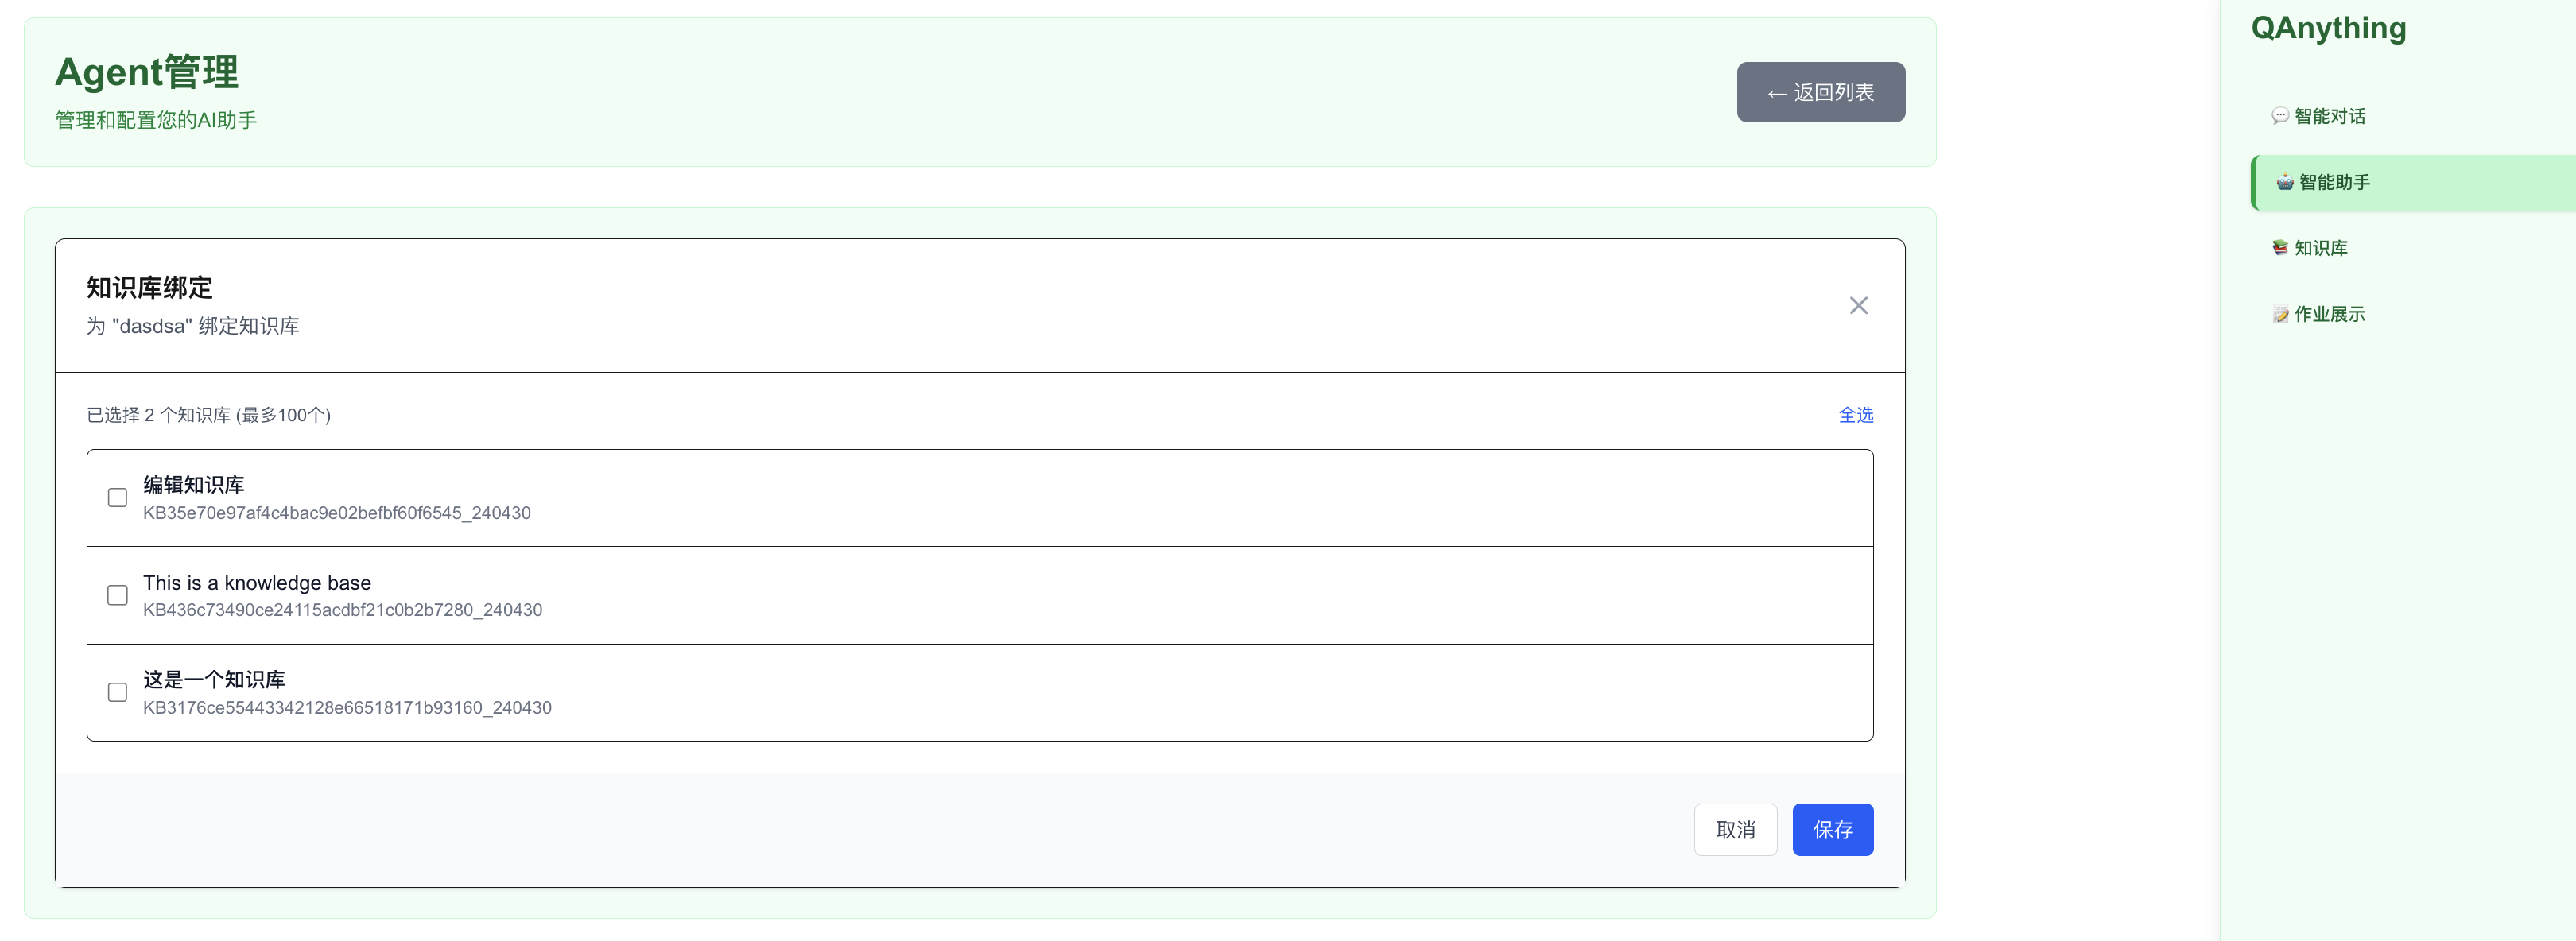 Agent管理
管理和配置您的AI助手
← 返回列表
知识库绑定
为 "dasdsa" 绑定知识库
已选择 2 个知识库 (最多100个)
全选
编辑知识库
KB35e70e97af4c4bac9e02befbf60f6545_240430
This is a knowledge base
KB436c73490ce24115acdbf21c0b2b7280_240430
这是一个知识库
KB3176ce55443342128e66518171b93160_240430
取消
保存
QAnything
智能对话
智能助手
知识库
作业展示